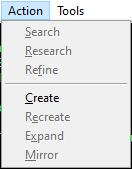 Action Tools
Search
Research
Refine
Create
Recreate
Expand
Mirror